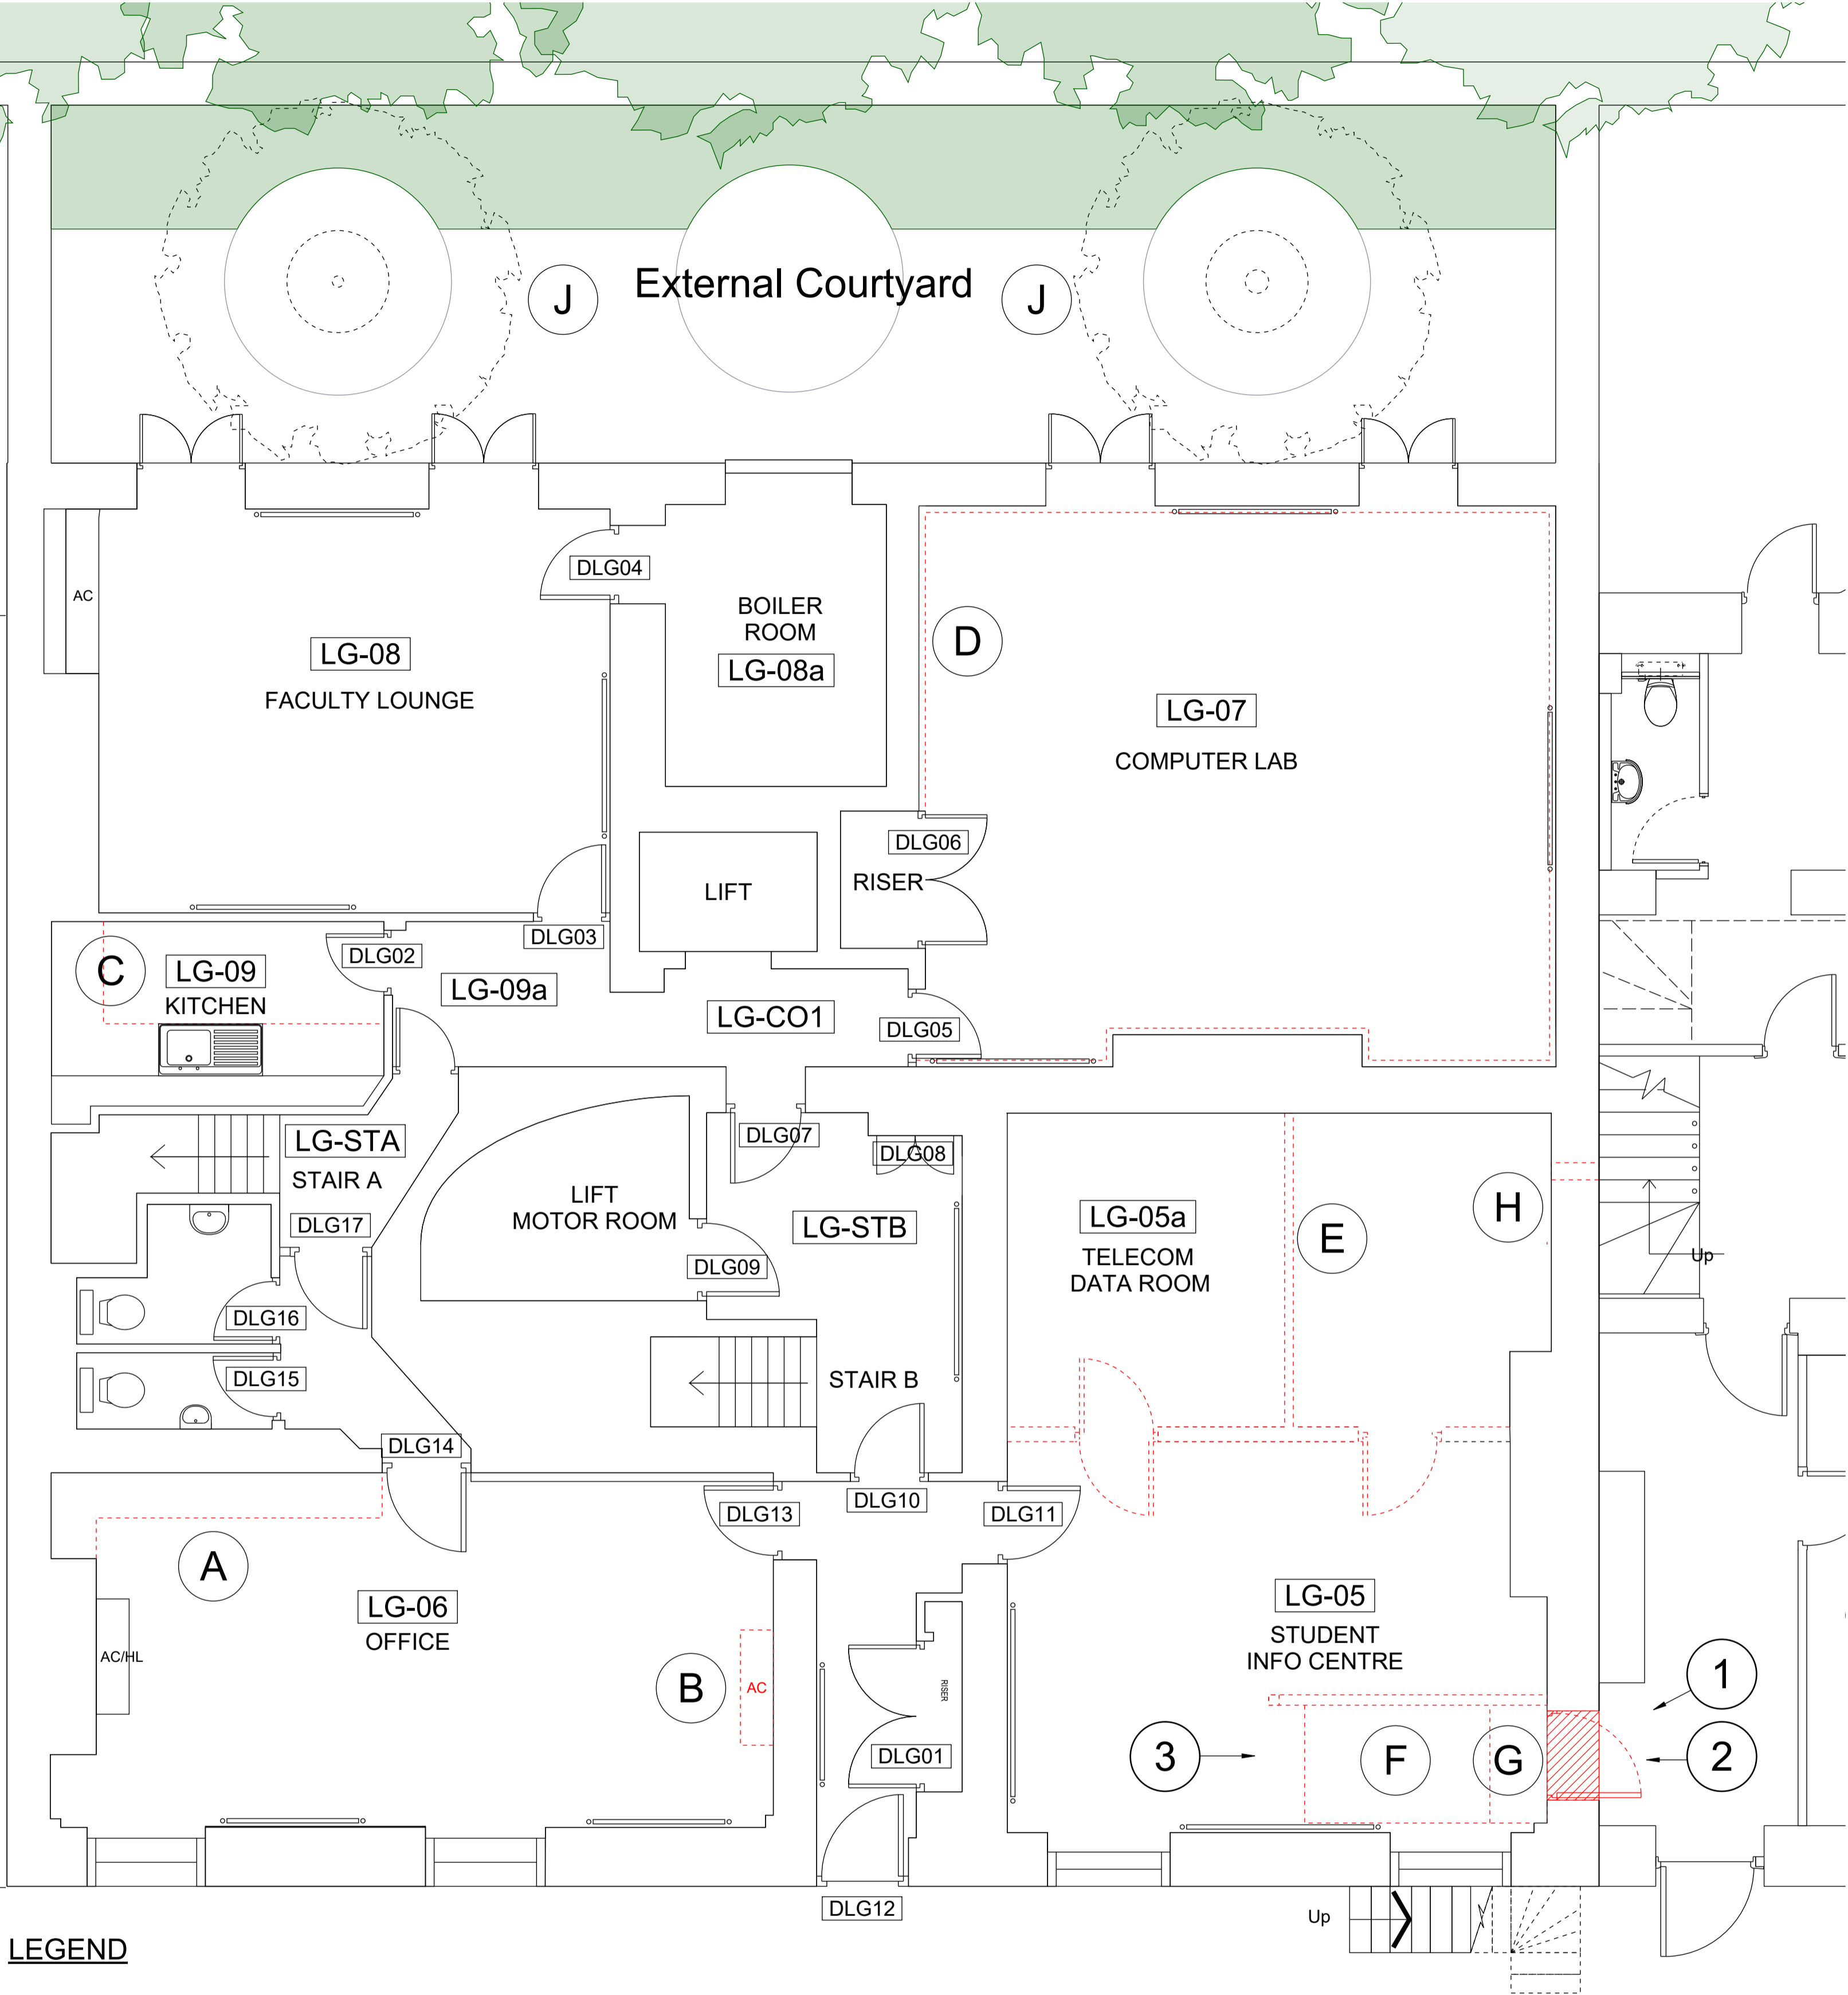 J
External Courtyard
J
DLG04
AC
BOILER
ROOM
LG-08a
D
LG-08
FACULTY LOUNGE
LG-07
COMPUTER LAB
DLG06
RISER
LIFT
DLG03
DLG02
C
LG-09
KITCHEN
LG-09a
LG-CO1
DLG05
LG-STA
STAIR A
DLG07
DLG08
LIFT
MOTOR ROOM
LG-STB
LG-05a
TELECOM
DATA ROOM
E
H
DLG17
DLG09
Up
DLG16
DLG15
STAIR B
DLG14
DLG13
DLG10
DLG11
A
LG-06
OFFICE
AC/HL
B
AC
RISER
DLG01
LG-05
STUDENT
INFO CENTRE
1
2
3
F
G
DLG12
Up
LEGEND